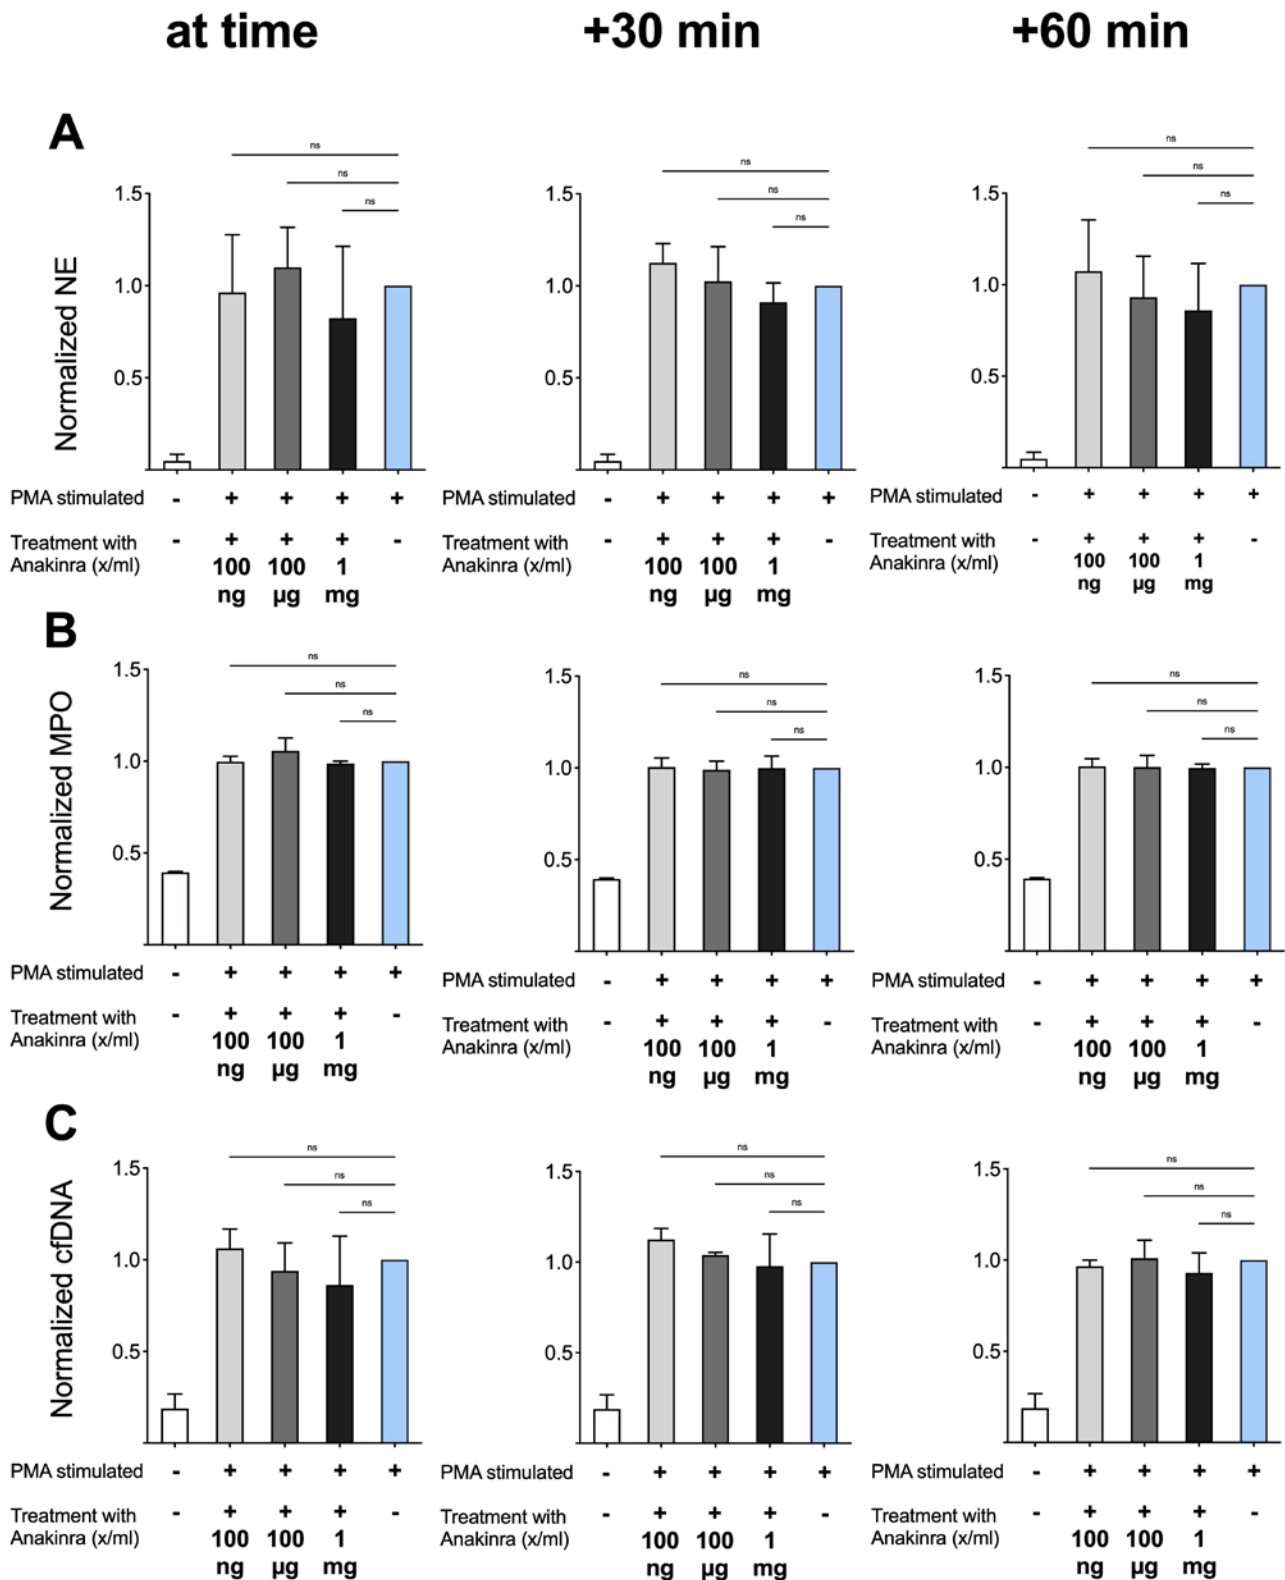 at time +30 min +60 min
A
Normalized NE
ns
ns
ns
1.5
1.0
0.5
PMA stimulated - + + + +
Treatment with - + + + -
Anakinra (x/ml) 100 100 1
ng µg mg
ns
ns
ns
1.5
1.0
0.5
PMA stimulated - + + + +
Treatment with - + + + -
Anakinra (x/ml) 100 100 1
ng µg mg
ns
ns
ns
1.5
1.0
0.5
PMA stimulated - + + + +
Treatment with - + + + -
Anakinra (x/ml) 100 100 1
ng µg mg
B
Normalized MPO
ns
ns
ns
1.5
1.0
0.5
PMA stimulated - + + + +
Treatment with - + + + -
Anakinra (x/ml) 100 100 1
ng µg mg
ns
ns
ns
1.5
1.0
0.5
PMA stimulated - + + + +
Treatment with - + + + -
Anakinra (x/ml) 100 100 1
ng µg mg
ns
ns
ns
1.5
1.0
0.5
PMA stimulated - + + + +
Treatment with - + + + -
Anakinra (x/ml) 100 100 1
ng µg mg
C
Normalized cfDNA
ns
ns
ns
1.5
1.0
0.5
PMA stimulated - + + + +
Treatment with - + + + -
Anakinra (x/ml) 100 100 1
ng µg mg
ns
ns
ns
1.5
1.0
0.5
PMA stimulated - + + + +
Treatment with - + + + -
Anakinra (x/ml) 100 100 1
ng µg mg
ns
ns
ns
1.5
1.0
0.5
PMA stimulated - + + + +
Treatment with - + + + -
Anakinra (x/ml) 100 100 1
ng µg mg